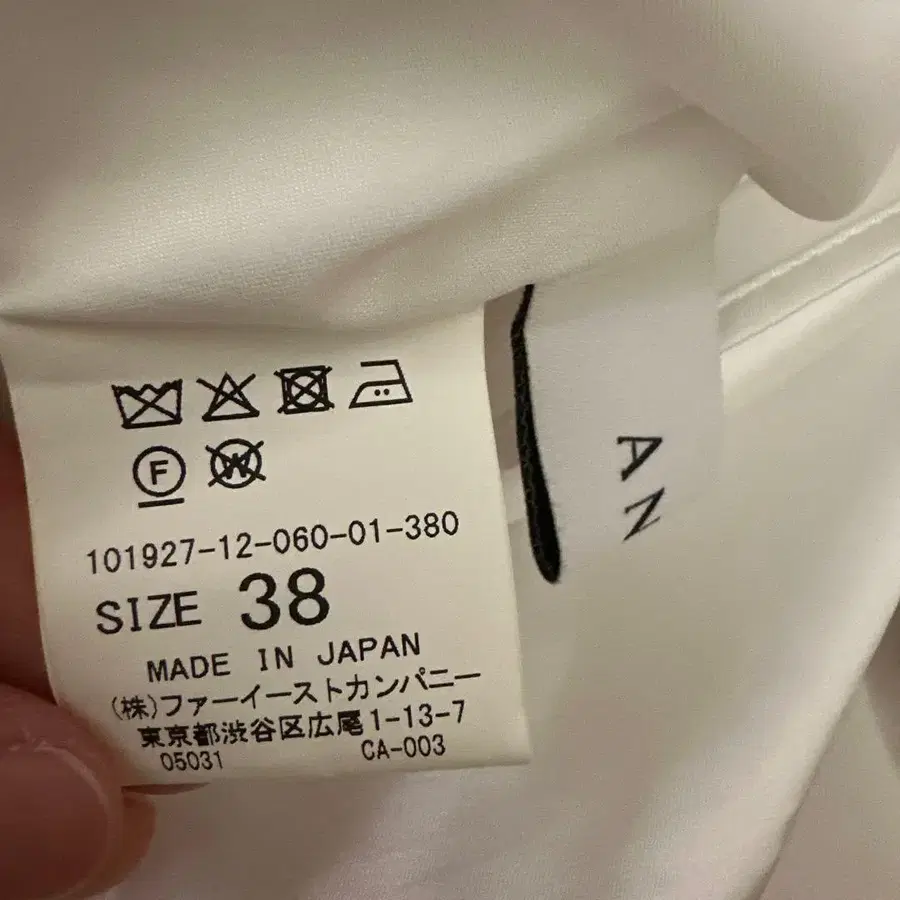 F W
101927-12-060-01-380
SIZE 38
MADE IN JAPAN
(株)ファーイーストカンパニー
東京都渋谷区広尾1-13-7
05031 CA-003
AN